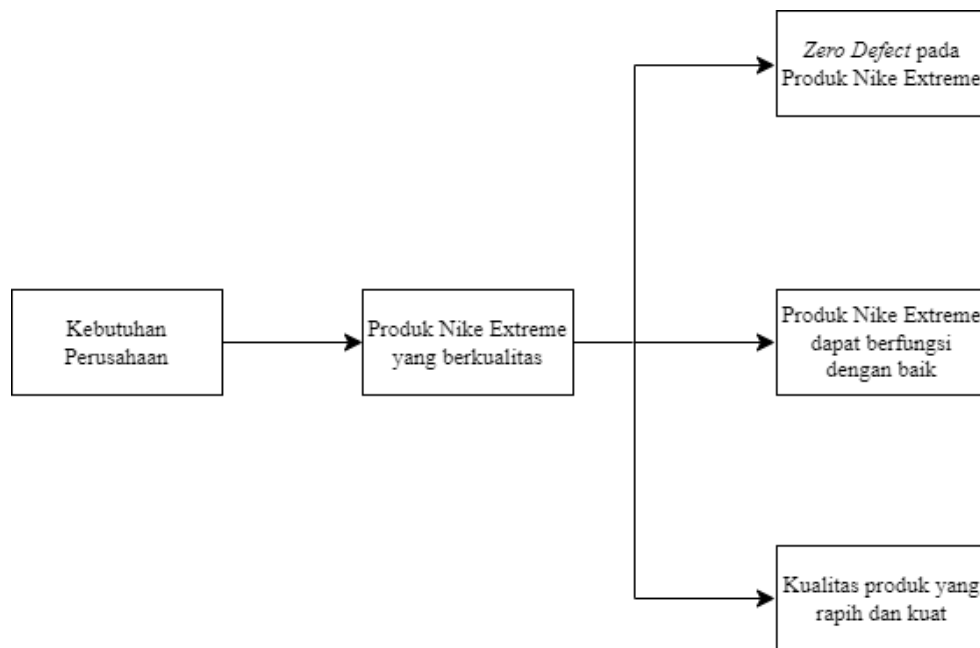 Zero Defect pada
Produk Nike Extreme
Kebutuhan
Perusahaan
Produk Nike Extreme
yang berkualitas
Produk Nike Extreme
dapat berfungsi
dengan baik
Kualitas produk yang
rapih dan kuat